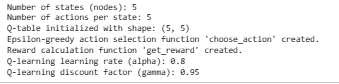 Number of states (nodes): 5
Number of actions per state: 5
Q-table initialized with shape: (5, 5)
Epsilon-greedy action selection function 'choose_action' created.
Reward calculation function 'get_reward' created.
Q-learning learning rate (alpha): 0.8
Q-learning discount factor (gamma): 0.95